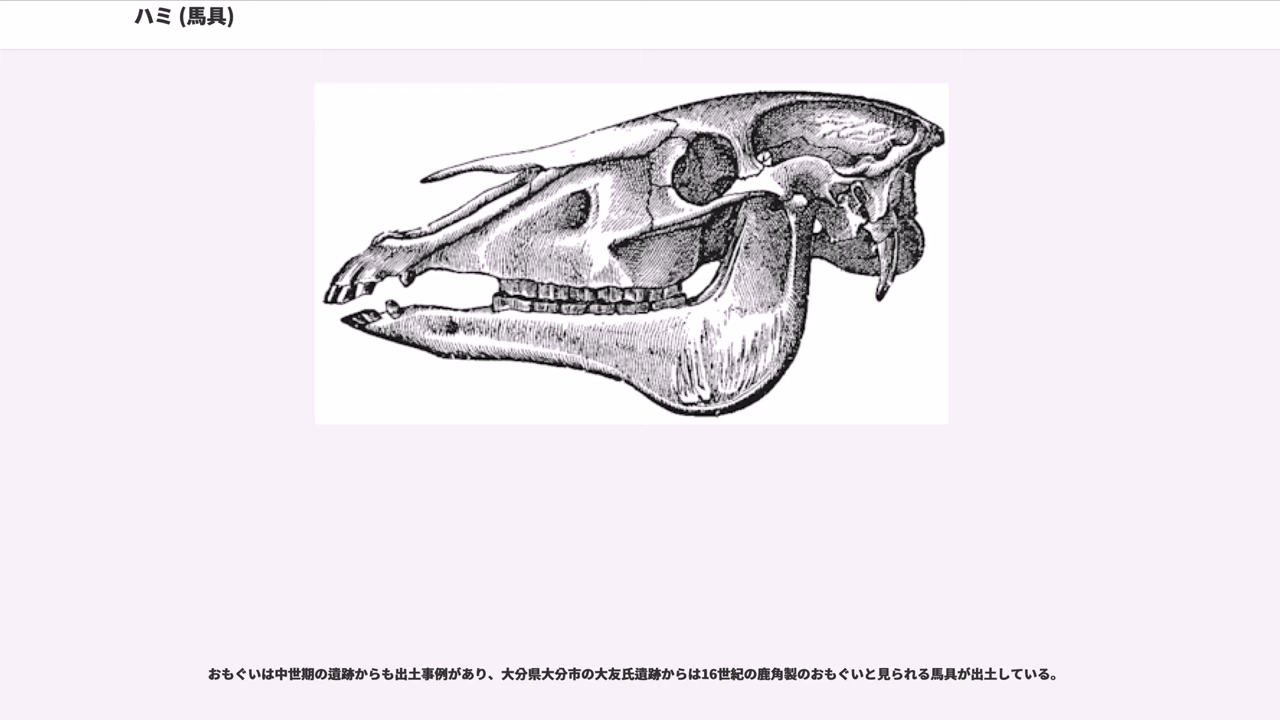 ハミ (馬具)
おもぐいは中世期の遺跡からも出土事例があり、大分県大分市の大友氏遺跡からは16世紀の鹿角製のおもぐいと見られる馬具が出土している。